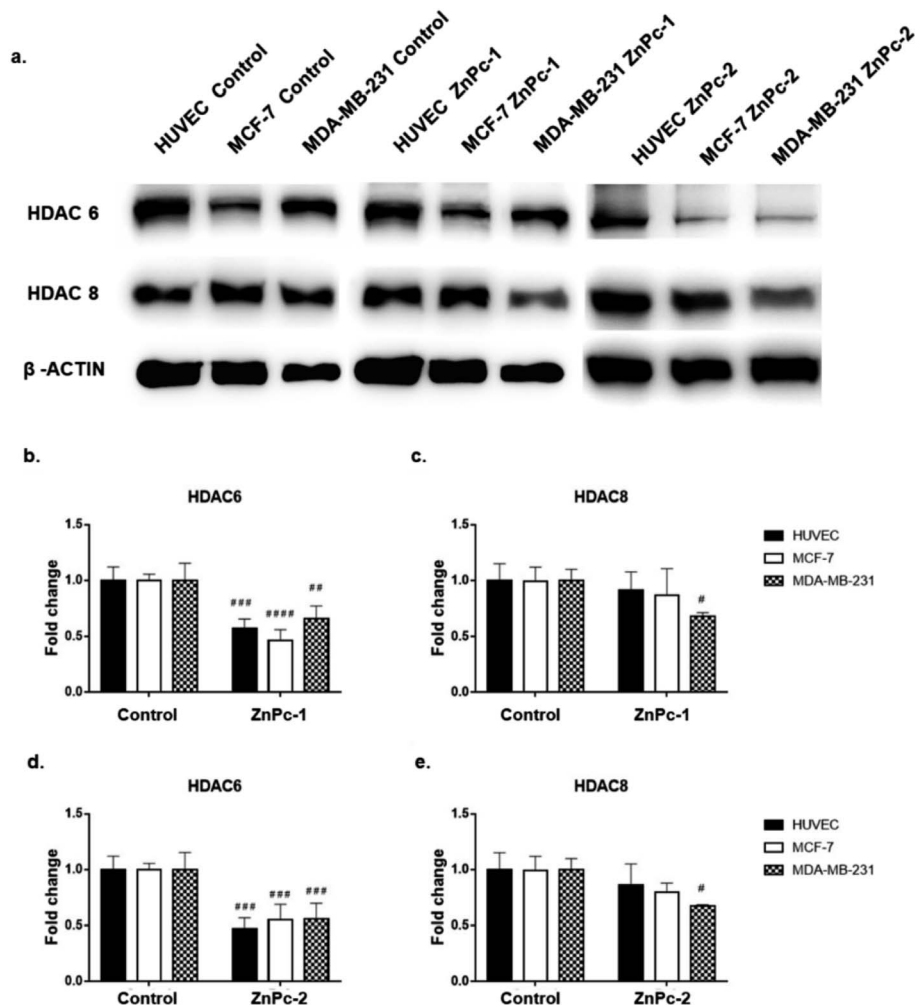 a.
HUVEC Control
MCF-7 Control
MDA-MB-231 Control
HUVEC ZnPc-1
MCF-7 ZnPc-1
MDA-MB-231 ZnPc-1
HUVEC ZnPc-2
MCF-7 ZnPc-2
MDA-MB-231 ZnPc-2
HDAC 6
HDAC 8
β -ACTIN
b.
HDAC6
Fold change
1.5
1.0
0.5
0.0
###
####
##
Control
ZnPc-1
c.
HDAC8
Fold change
1.5
1.0
0.5
0.0
#
Control
ZnPc-1
HUVEC
MCF-7
MDA-MB-231
d.
HDAC6
Fold change
1.5
1.0
0.5
0.0
###
###
###
Control
ZnPc-2
e.
HDAC8
Fold change
1.5
1.0
0.5
0.0
#
Control
ZnPc-2
HUVEC
MCF-7
MDA-MB-231